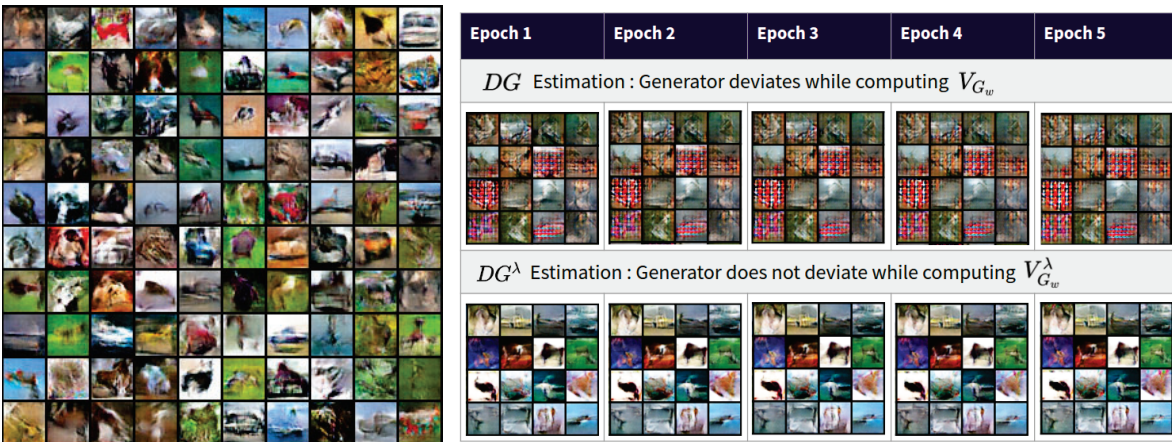 Epoch 1 Epoch 2 Epoch 3 Epoch 4 Epoch 5
DG Estimation : Generator deviates while computing V_{G_w}
DG^λ Estimation : Generator does not deviate while computing V^λ_{G_w}